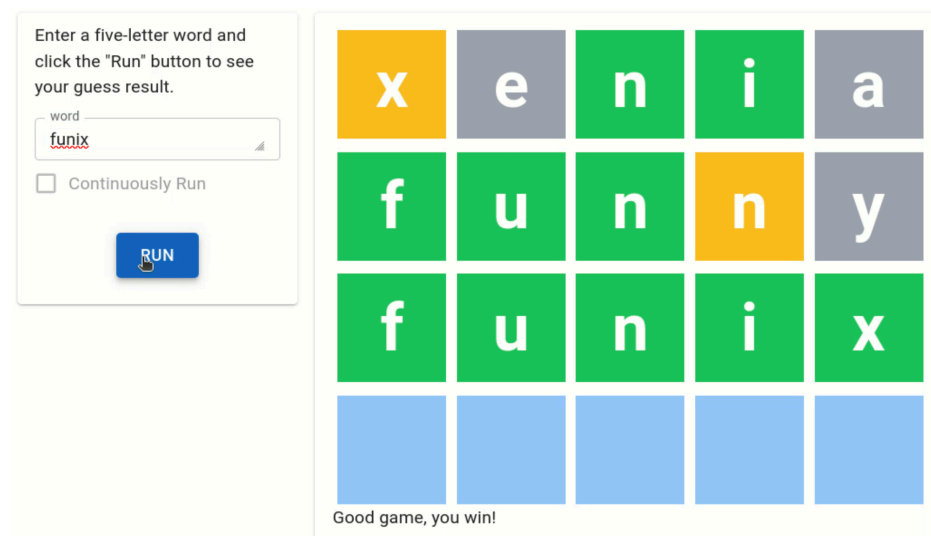 Enter a five-letter word and
click the "Run" button to see
your guess result.
word
funix
Continuously Run
RUN
x e n i a
f u n n y
f u n i x
Good game, you win!